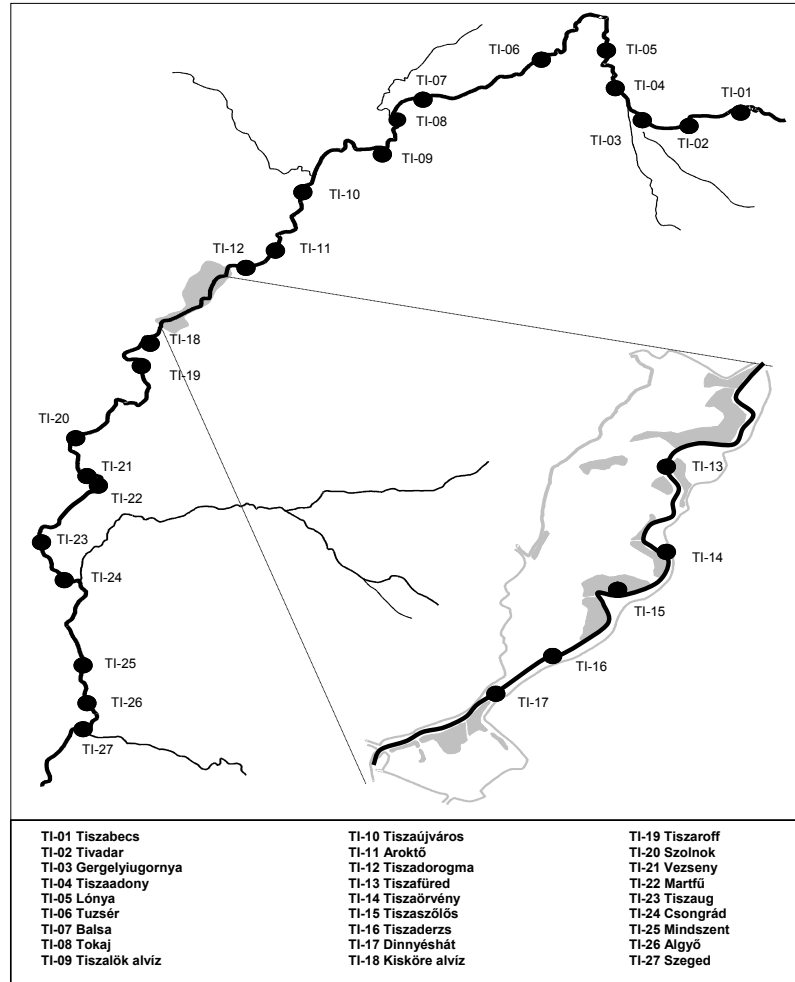 TI-06
TI-05
TI-07
TI-04
TI-01
TI-08
TI-03
TI-02
TI-09
TI-10
TI-12
TI-11
TI-18
TI-19
TI-20
TI-21
TI-13
TI-22
TI-23
TI-14
TI-24
TI-15
TI-25
TI-16
TI-26
TI-17
TI-27
TI-01 Tiszabecs
TI-02 Tivadar
TI-03 Gergelyiugornya
TI-04 Tiszaadony
TI-05 Lónya
TI-06 Tuzsér
TI-07 Balsa
TI-08 Tokaj
TI-09 Tiszalök alvíz
TI-10 Tiszaújváros
TI-11 Aroktő
TI-12 Tiszadorogma
TI-13 Tiszafüred
TI-14 Tiszaörvény
TI-15 Tiszaszőlős
TI-16 Tiszaderzs
TI-17 Dinnyéshát
TI-18 Kisköre alvíz
TI-19 Tiszaroff
TI-20 Szolnok
TI-21 Vezseny
TI-22 Martfű
TI-23 Tiszaug
TI-24 Csongrád
TI-25 Mindszent
TI-26 Algyő
TI-27 Szeged